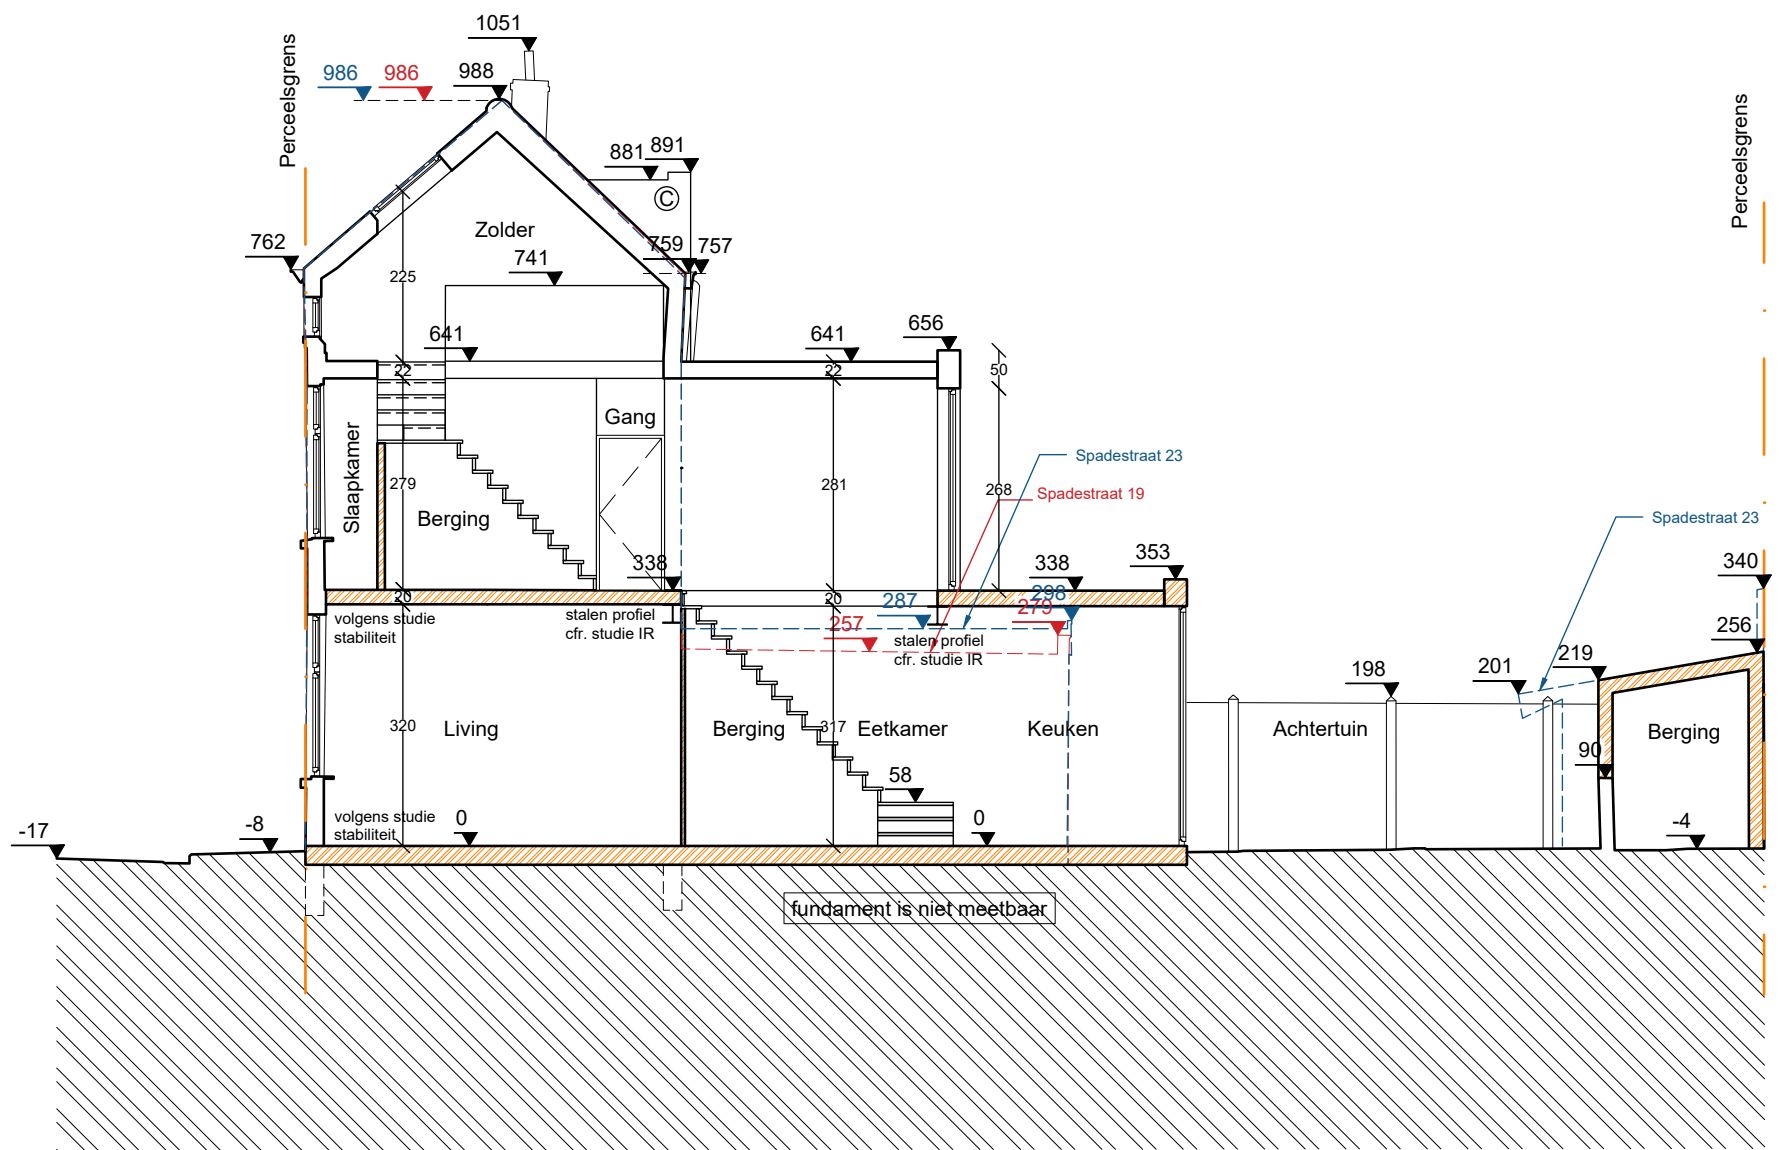 1051
Perceelsgrens
986
986
988
881
891
C
Perceelsgrens
Zolder
762
759
757
741
225
641
641
656
22
22
50
Gang
Slaapkamer
Spadestraat 23
279
281
268
Spadestraat 19
Berging
Spadestraat 23
338
338
353
340
20
20
287
298
279
257
volgens studie
stabiliteit
stalen profiel
cfr. studie IR
stalen profiel
cfr. studie IR
256
219
201
198
320
Living
Berging
317
Eetkamer
Keuken
Achtertuin
Berging
90
58
volgens studie
stabiliteit
0
0
-17
-8
-4
fundament is niet meetbaar